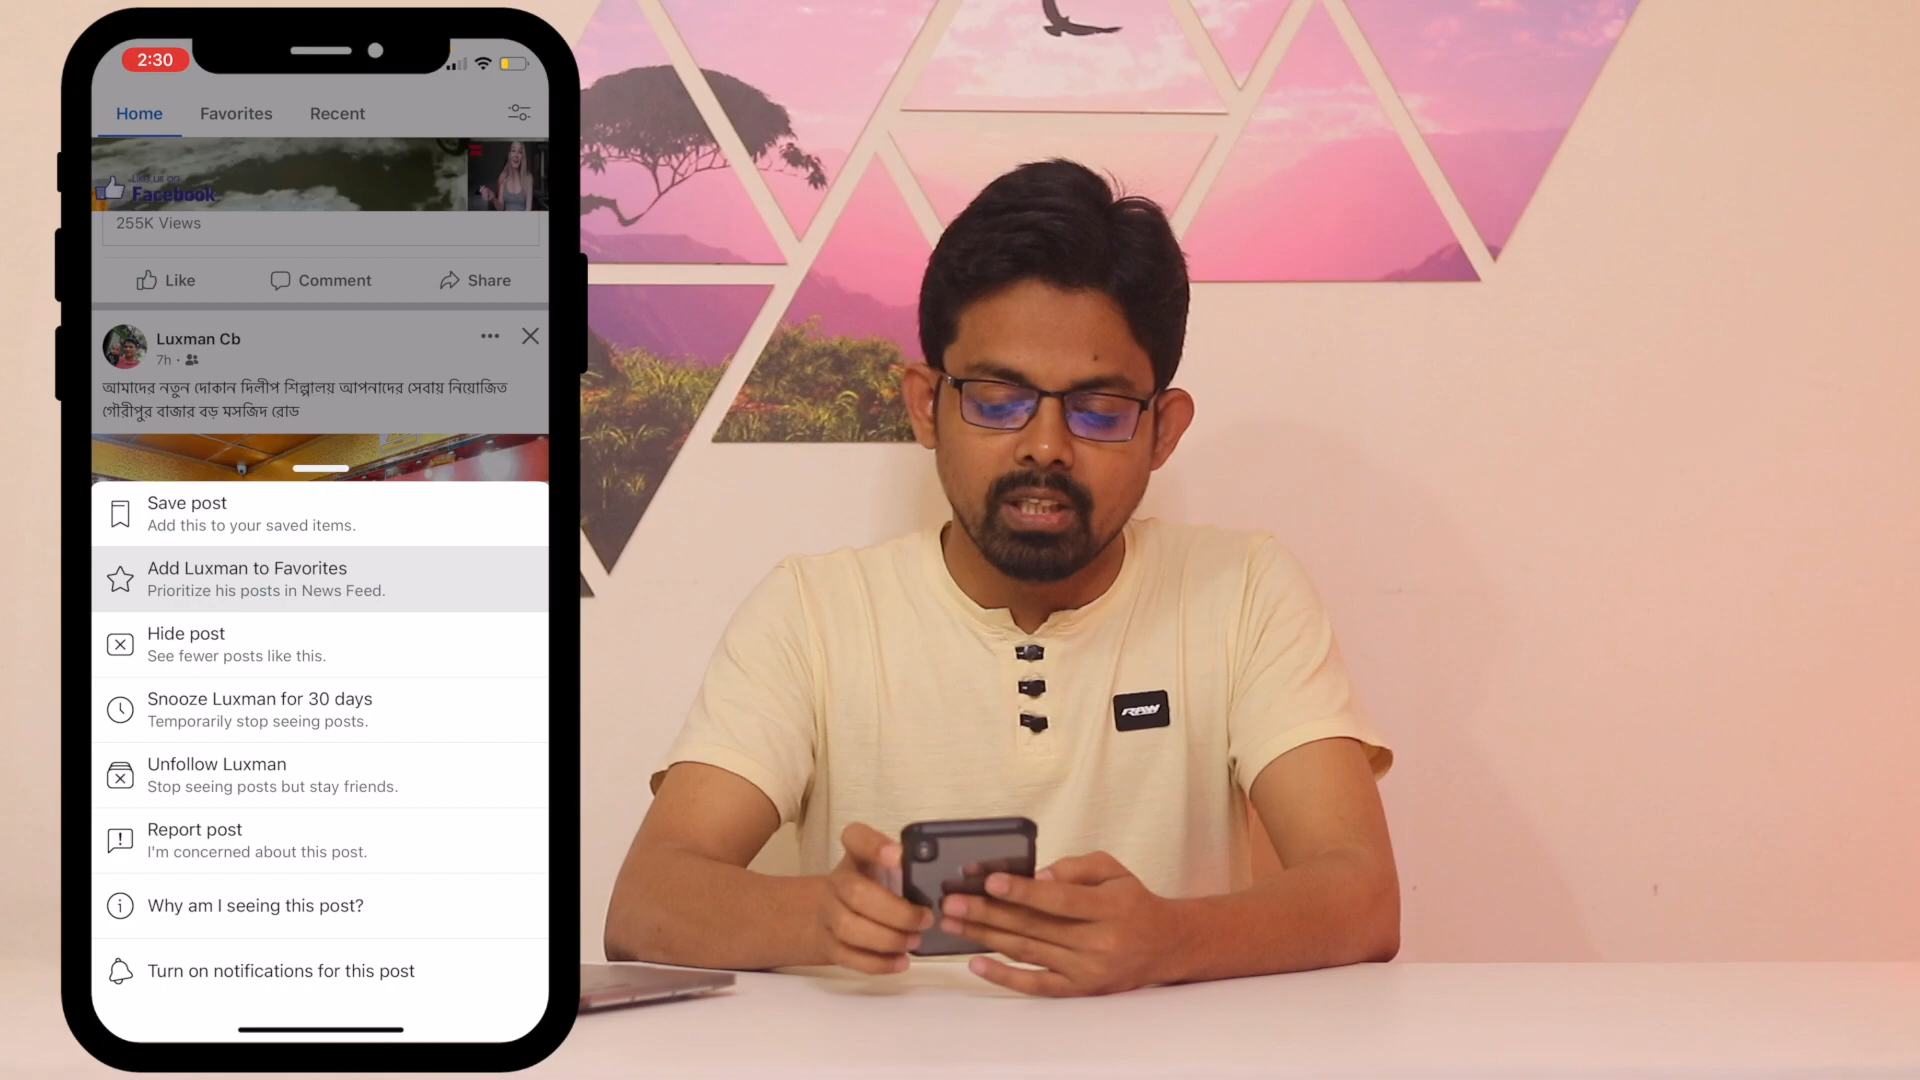 2:30
Home
Favorites
Recent
Like us on
Facebook
255K Views
Like
Comment
Share
Luxman Cb
7h
আমাদের নতুন দোকান দিলীপ শিল্পালয় আপনাদের সেবায় নিয়োজিত
গৌরীপুর বাজার বড় মসজিদ রোড
Save post
Add this to your saved items.
Add Luxman to Favorites
Prioritize his posts in News Feed.
Hide post
See fewer posts like this.
Snooze Luxman for 30 days
Temporarily stop seeing posts.
Unfollow Luxman
Stop seeing posts but stay friends.
Report post
I'm concerned about this post.
Why am I seeing this post?
Turn on notifications for this post
RAW